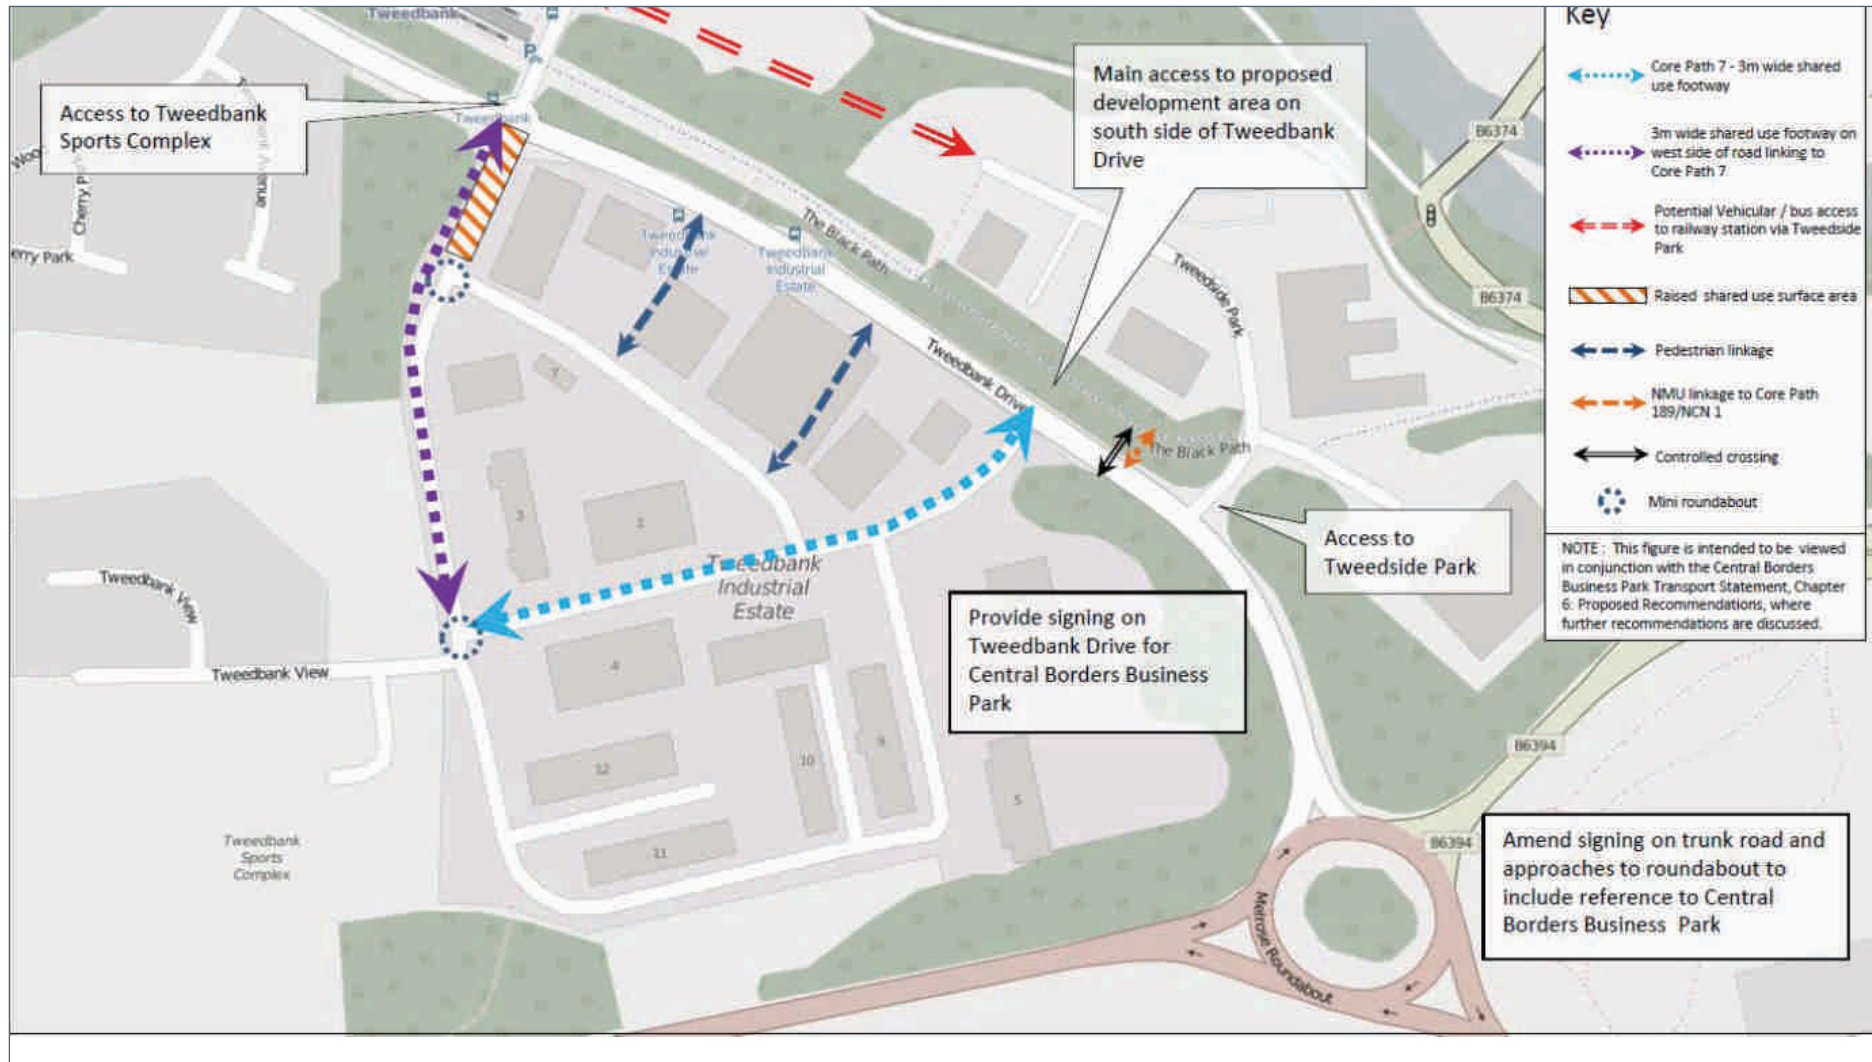 Tweedbank
P
Key
Core Path 7 - 3m wide shared
use footway
3m wide shared use footway on
west side of road linking to
Core Path 7
Potential Vehicular / bus access
to railway station via Tweedside
Park
Raised shared use surface area
Pedestrian linkage
NMU linkage to Core Path
189/NCN 1
Controlled crossing
Mini roundabout
NOTE : This figure is intended to be viewed
in conjunction with the Central Borders
Business Park Transport Statement, Chapter
6: Proposed Recommendations, where
further recommendations are discussed.
Main access to proposed
development area on
south side of Tweedbank
Drive
Access to Tweedbank
Sports Complex
Tweedbank
B6374
B6374
Cherry Park
erry Park
The Black Path
Tweedbank
Industrial
Estate
Tweedbank
Industrial
Estate
Tweedside Park
Tweedbank Drive
The Black Path
7
3
2
Access to
Tweedside Park
Tweedbank
Industrial
Estate
Tweedbank View
Tweedbank View
Provide signing on
Tweedbank Drive for
Central Borders Business
Park
4
12
10
9
5
11
B6394
B6394
Tweedbank
Sports
Complex
Amend signing on trunk road and
approaches to roundabout to
include reference to Central
Borders Business Park
Melrose Roundabout